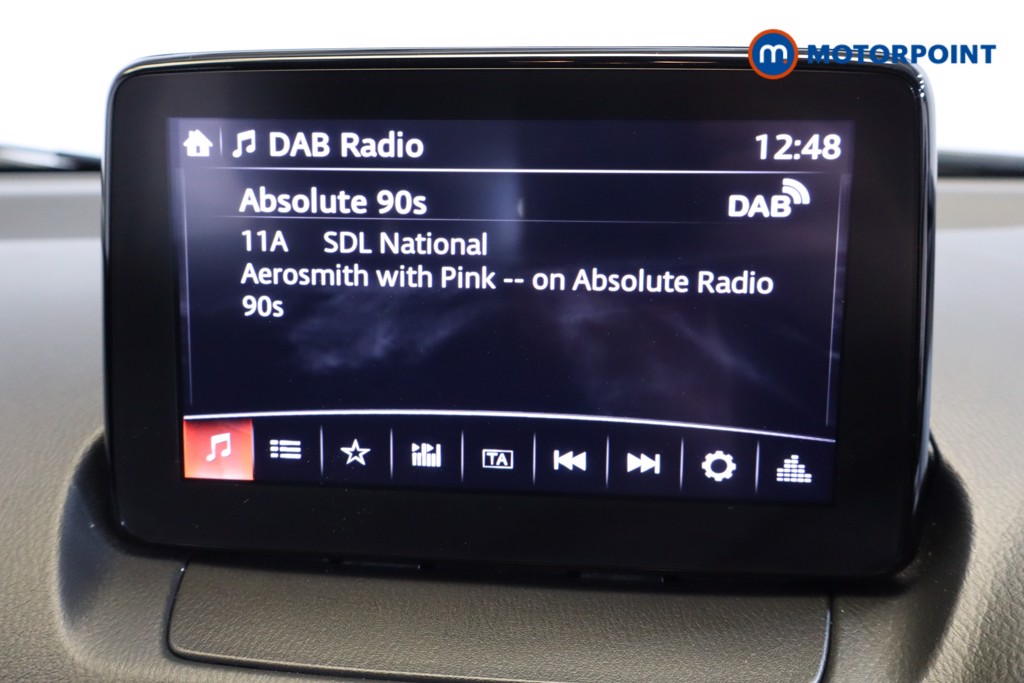 m. MOTORPOINT
DAB Radio 12:48
Absolute 90s DAB
11A SDL National
Aerosmith with Pink -- on Absolute Radio
90s
TA